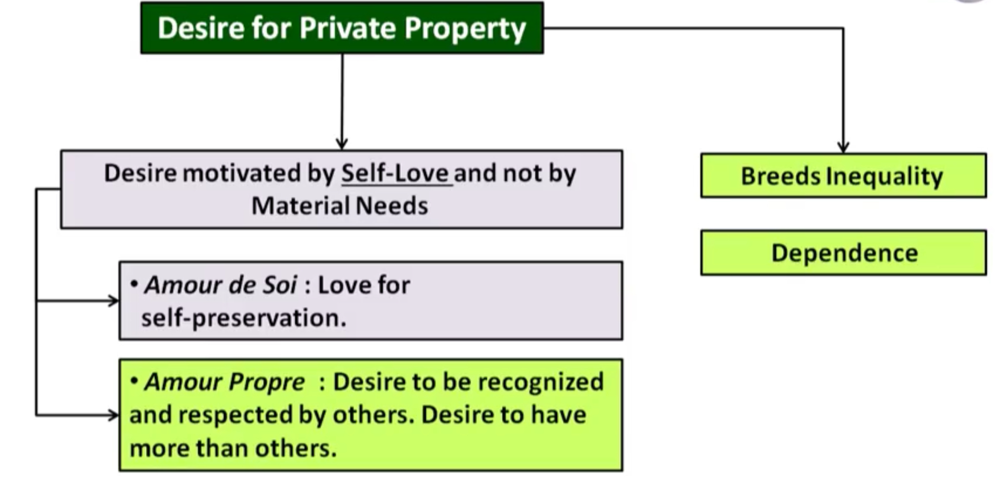 Desire for Private Property
Desire motivated by Self-Love and not by
Material Needs
• Amour de Soi : Love for
self-preservation.
• Amour Propre : Desire to be recognized
and respected by others. Desire to have
more than others.
Breeds Inequality
Dependence